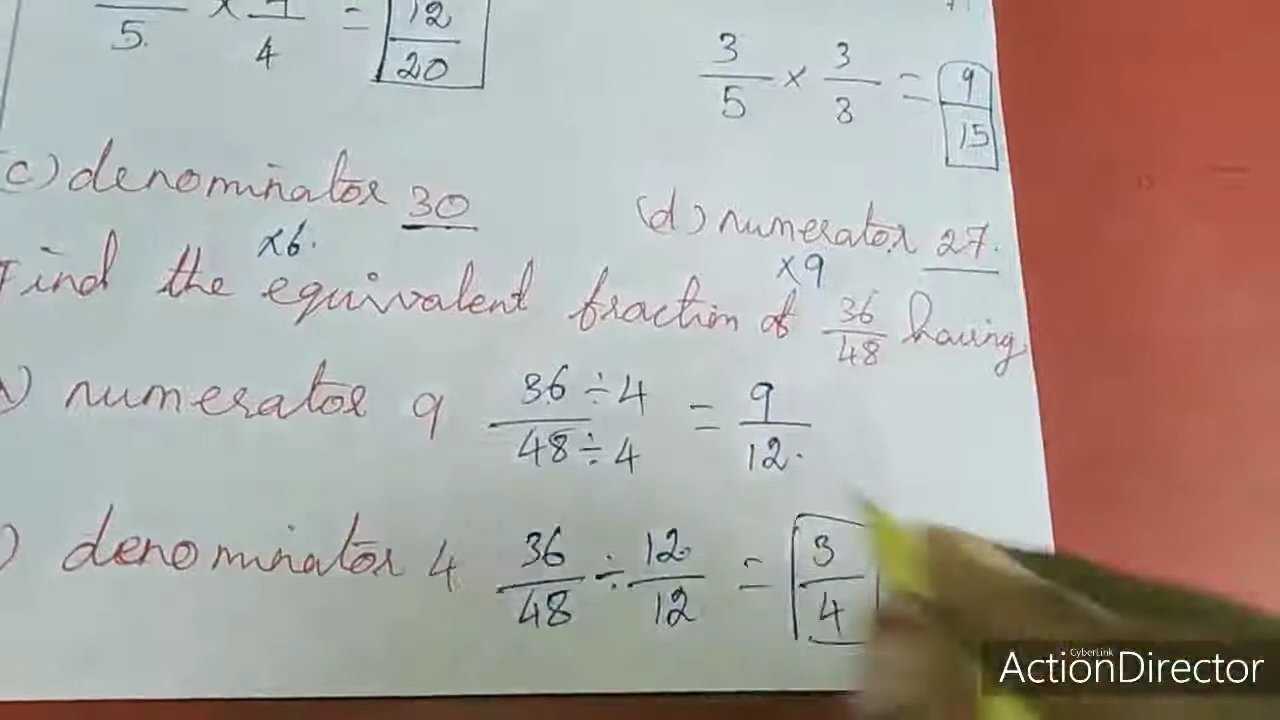 5 × 4 = 12/20
3/5 × 3/3 = 9/15
(c) denominator 30 (d) numerator 27.
×6. ×9
Find the equivalent fraction of 36/48 having
numerator 9 36÷4/48÷4 = 9/12.
denominator 4 36/48 ÷ 12/12 = 3/4
CyberLink
ActionDirector